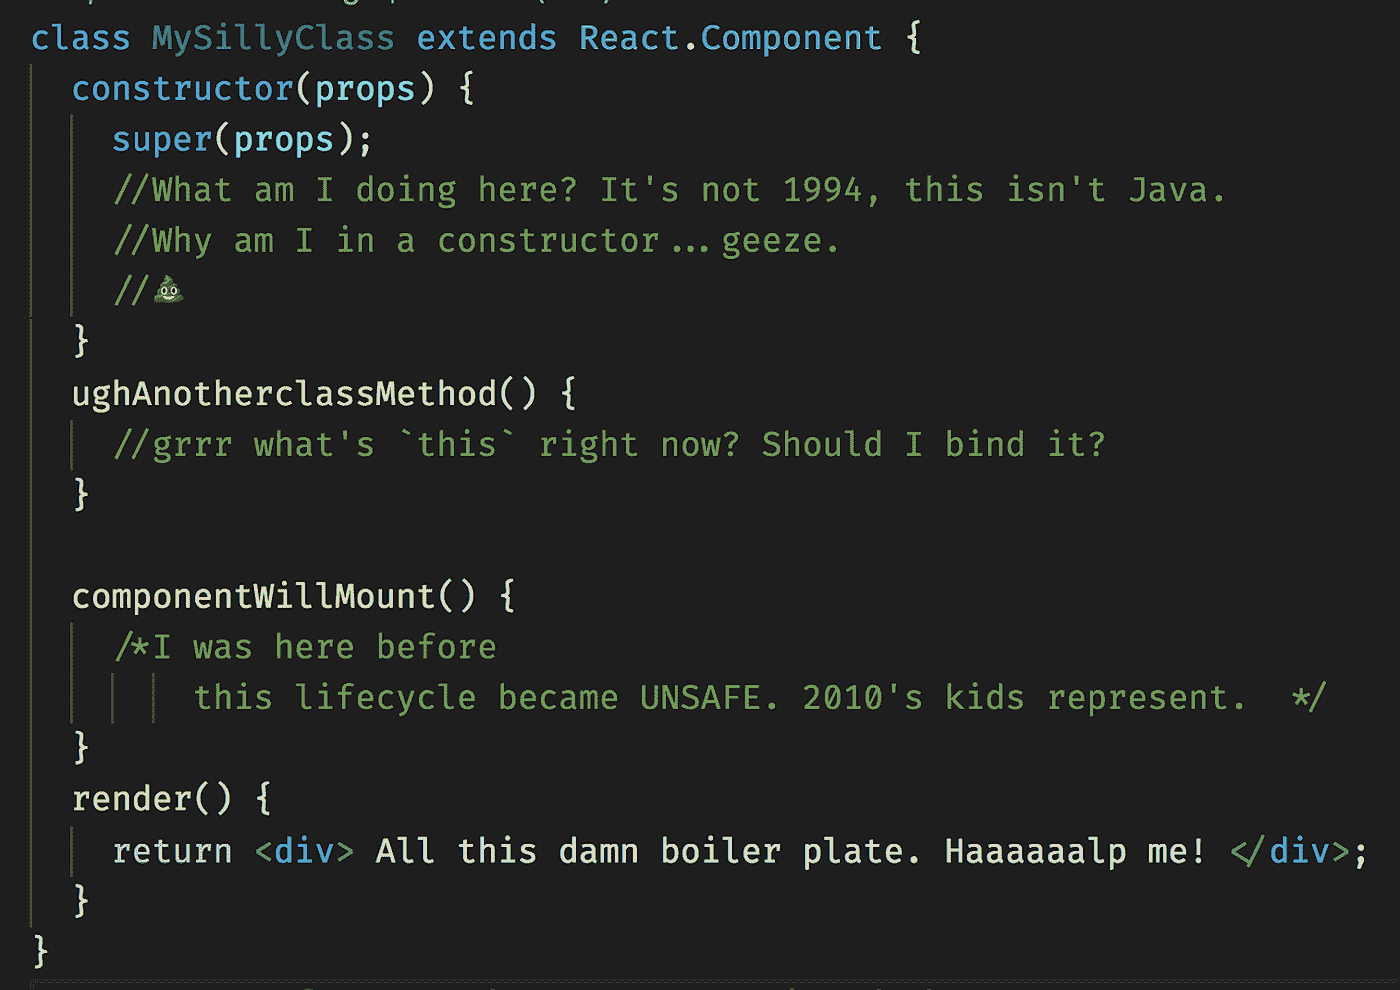 class MySillyClass extends React.Component {
constructor(props) {
super(props);
//What am I doing here? It's not 1994, this isn't Java.
//Why am I in a constructor...geeze.
//💩
}
ughAnotherclassMethod() {
//grrr what's `this` right now? Should I bind it?
}
componentWillMount() {
/*I was here before
this lifecycle became UNSAFE. 2010's kids represent.  */
}
render() {
return <div> All this damn boiler plate. Haaaaaalp me! </div>;
}
}